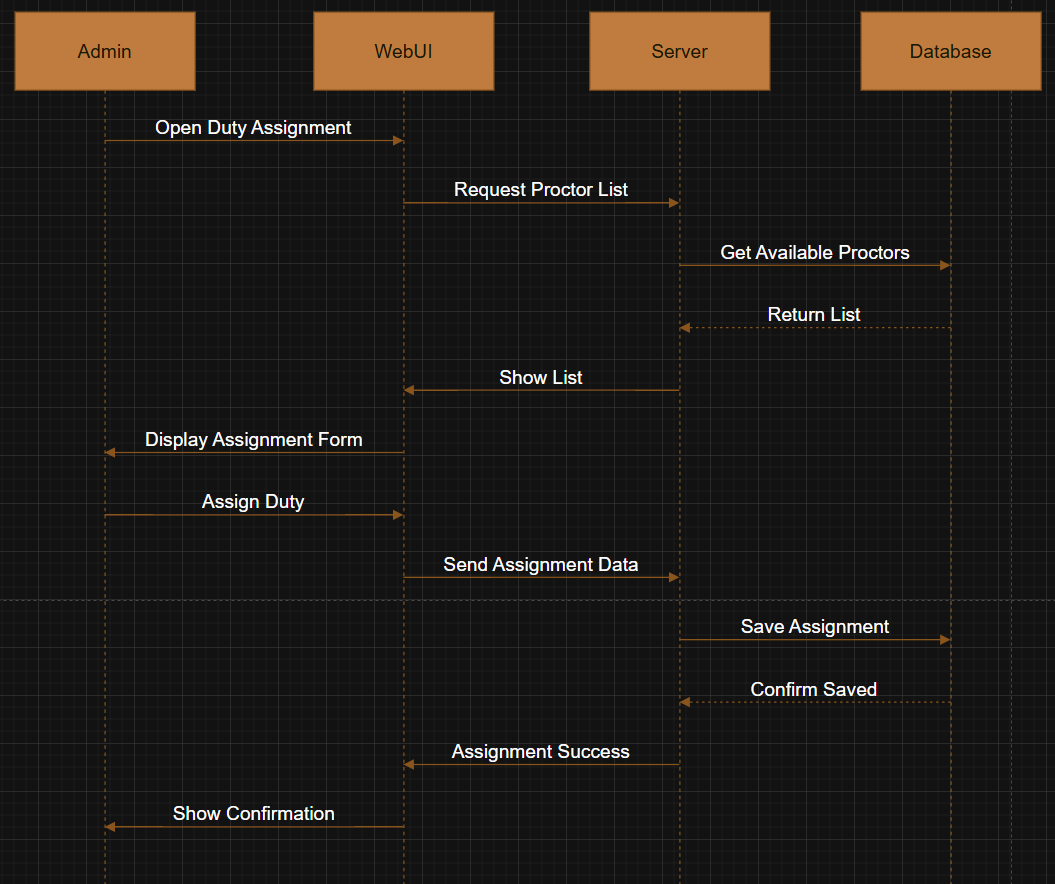 Admin
WebUI
Server
Database
Open Duty Assignment
Request Proctor List
Get Available Proctors
Return List
Show List
Display Assignment Form
Assign Duty
Send Assignment Data
Save Assignment
Confirm Saved
Assignment Success
Show Confirmation